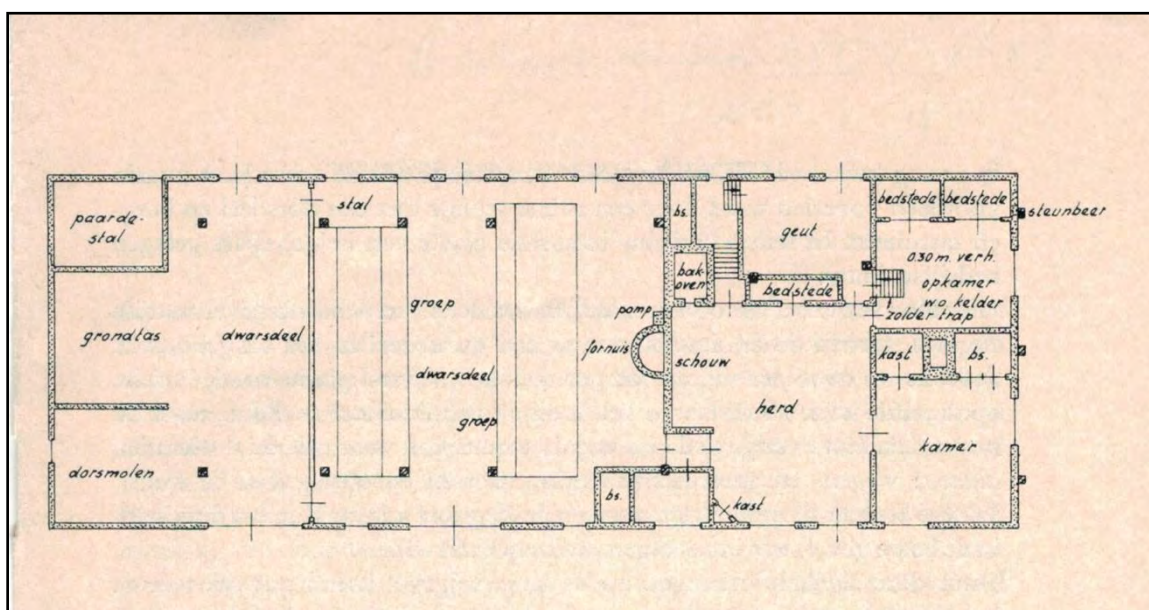 paarde-
stal
grondtas
dorsmolen
dwarsdeel
stal
groep
dwarsdeel
groep
pomp
fornuis
bs.
bak-
oven
schouw
geut
bedstede
herd
bs.
kast
bedstede
bedstede
steunbeer
0.30 m. verh.
opkamer
w.o. kelder
zolder trap
kast
bs.
kamer